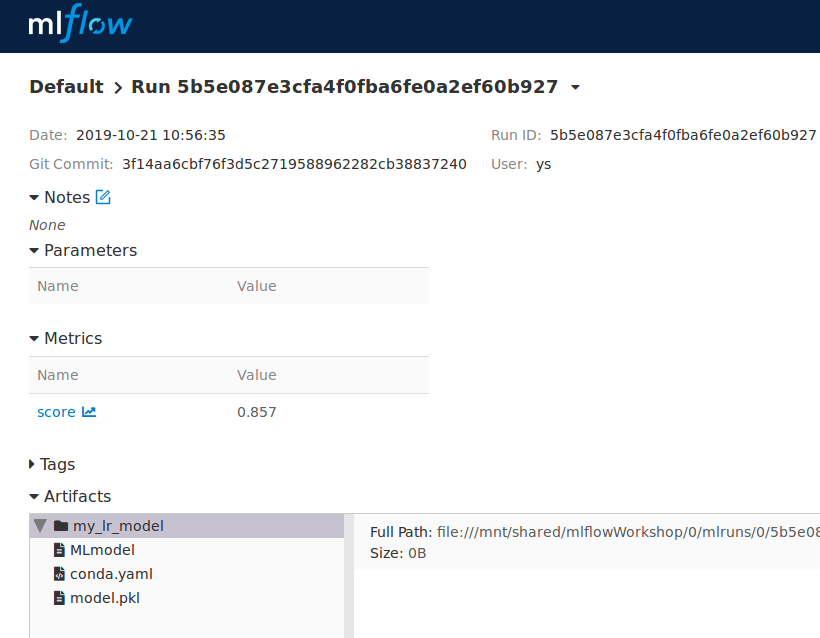 mlflow
Default > Run 5b5e087e3cfa4f0fba6fe0a2ef60b927
Date: 2019-10-21 10:56:35 Run ID: 5b5e087e3cfa4f0fba6fe0a2ef60b927
Git Commit: 3f14aa6cbf76f3d5c2719588962282cb38837240 User: ys
Notes
None
Parameters
Name Value
Metrics
Name Value
score 0.857
Tags
Artifacts
my_lr_model
MLmodel
conda.yaml
model.pkl
Full Path: file:///mnt/shared/mlflowWorkshop/0/mlruns/0/5b5e08
Size: 0B